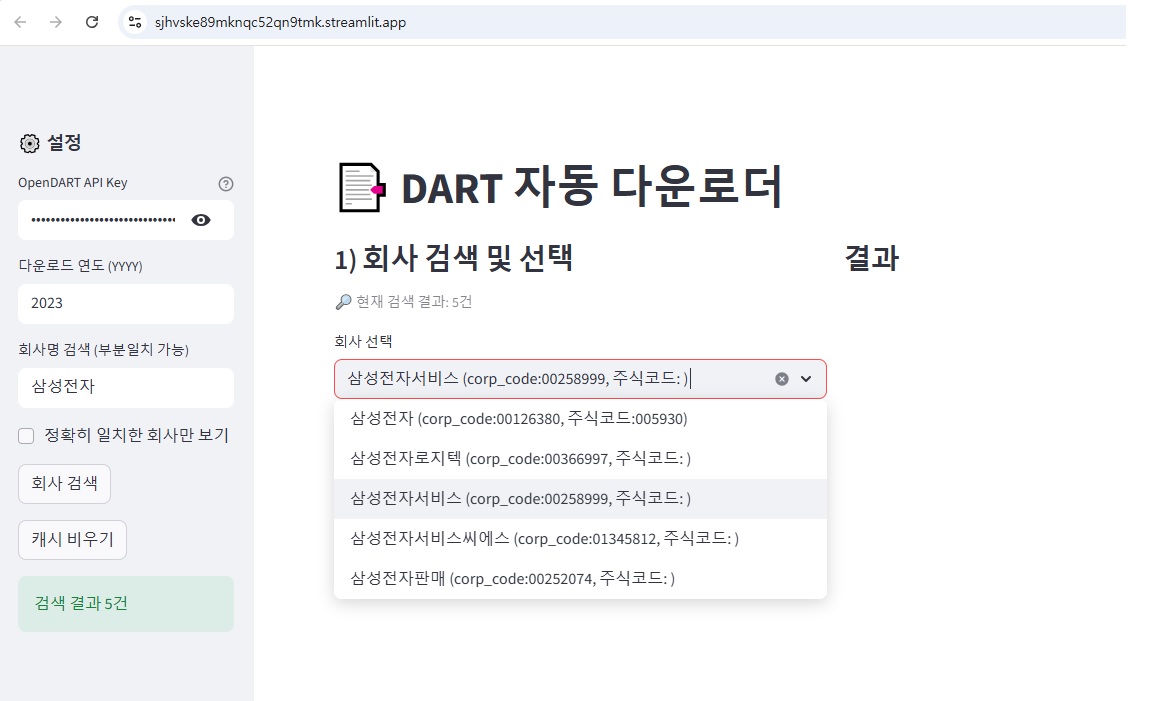 sjhvske89mknqc52qn9tmk.streamlit.app
설정
OpenDART API Key
다운로드 연도 (YYYY)
2023
회사명 검색 (부분일치 가능)
삼성전자
정확히 일치한 회사만 보기
회사 검색
캐시 비우기
검색 결과 5건
DART 자동 다운로더
1) 회사 검색 및 선택
결과
현재 검색 결과: 5건
회사 선택
삼성전자서비스 (corp_code:00258999, 주식코드: )
삼성전자 (corp_code:00126380, 주식코드:005930)
삼성전자로지텍 (corp_code:00366997, 주식코드: )
삼성전자서비스 (corp_code:00258999, 주식코드: )
삼성전자서비스씨에스 (corp_code:01345812, 주식코드: )
삼성전자판매 (corp_code:00252074, 주식코드: )